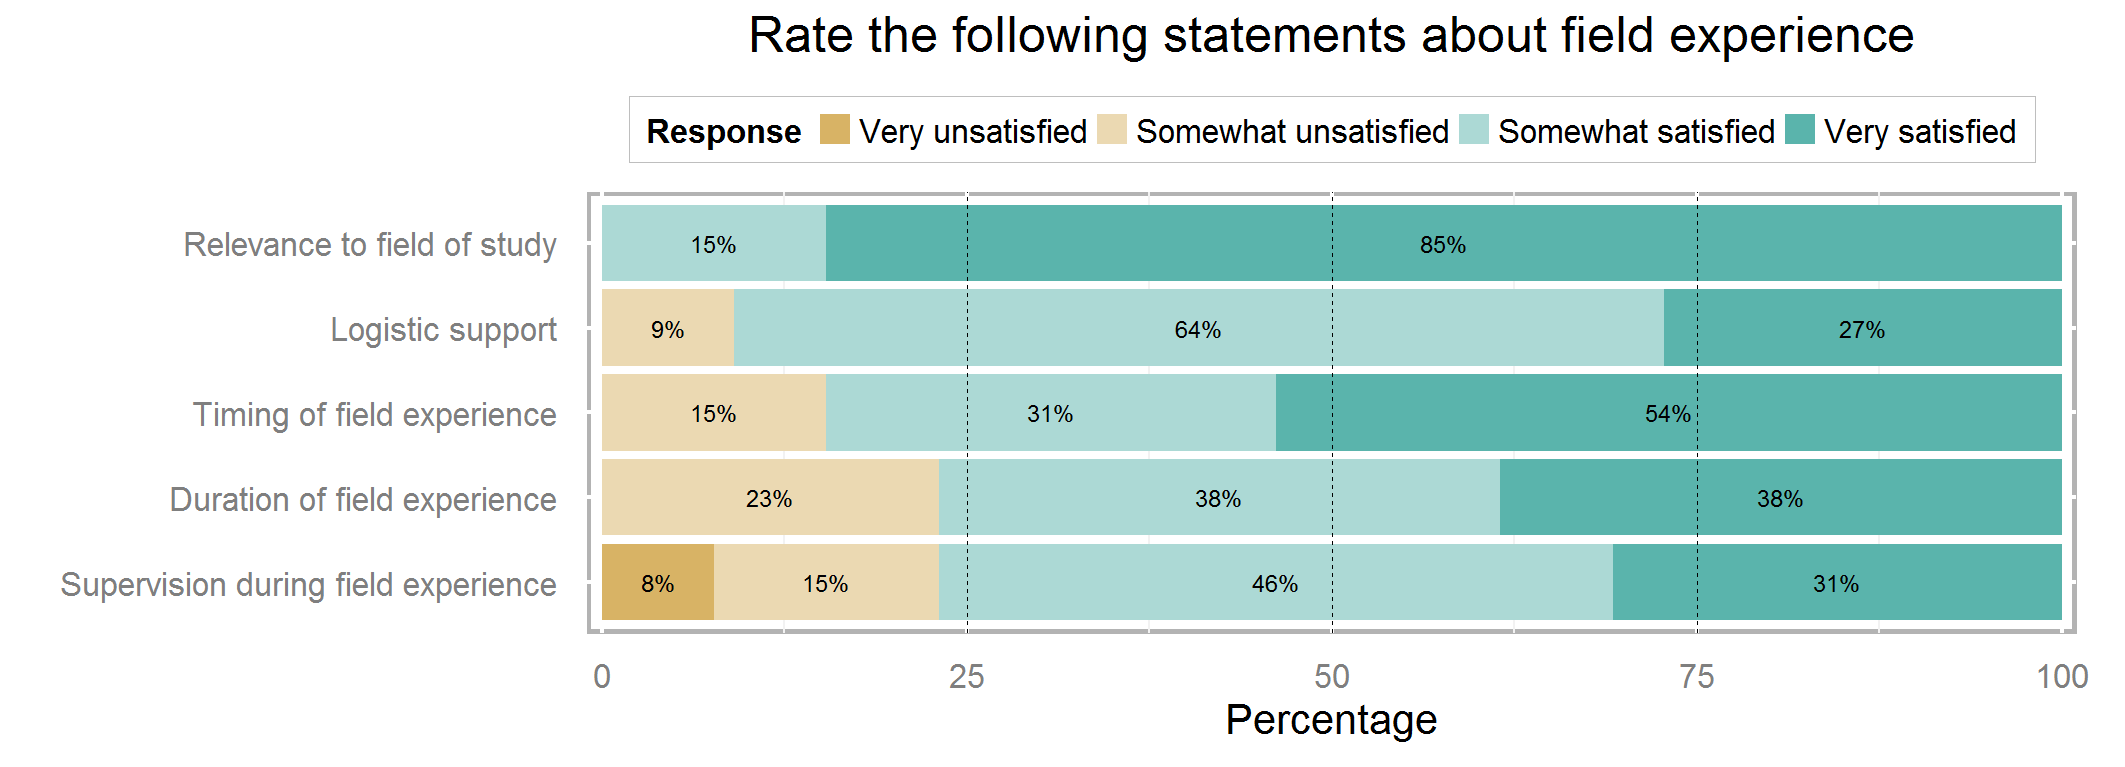 Rate the following statements about field experience
Response Very unsatisfied Somewhat unsatisfied Somewhat satisfied Very satisfied
Relevance to field of study 15% 85%
Logistic support 9% 64% 27%
Timing of field experience 15% 31% 54%
Duration of field experience 23% 38% 38%
Supervision during field experience 8% 15% 46% 31%
0 25 50 75 100
Percentage